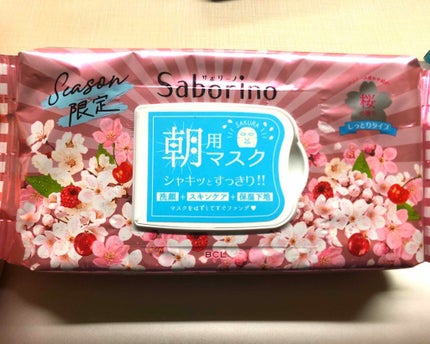 Season
限定
Saborino
サボリーノ
桜
しっとりタイプ
SAKURA
朝用
マスク
シャキッとすっきり!!
洗顔+スキンケア+保湿下地
マスクをはずしてすぐファンデ♥
BCL